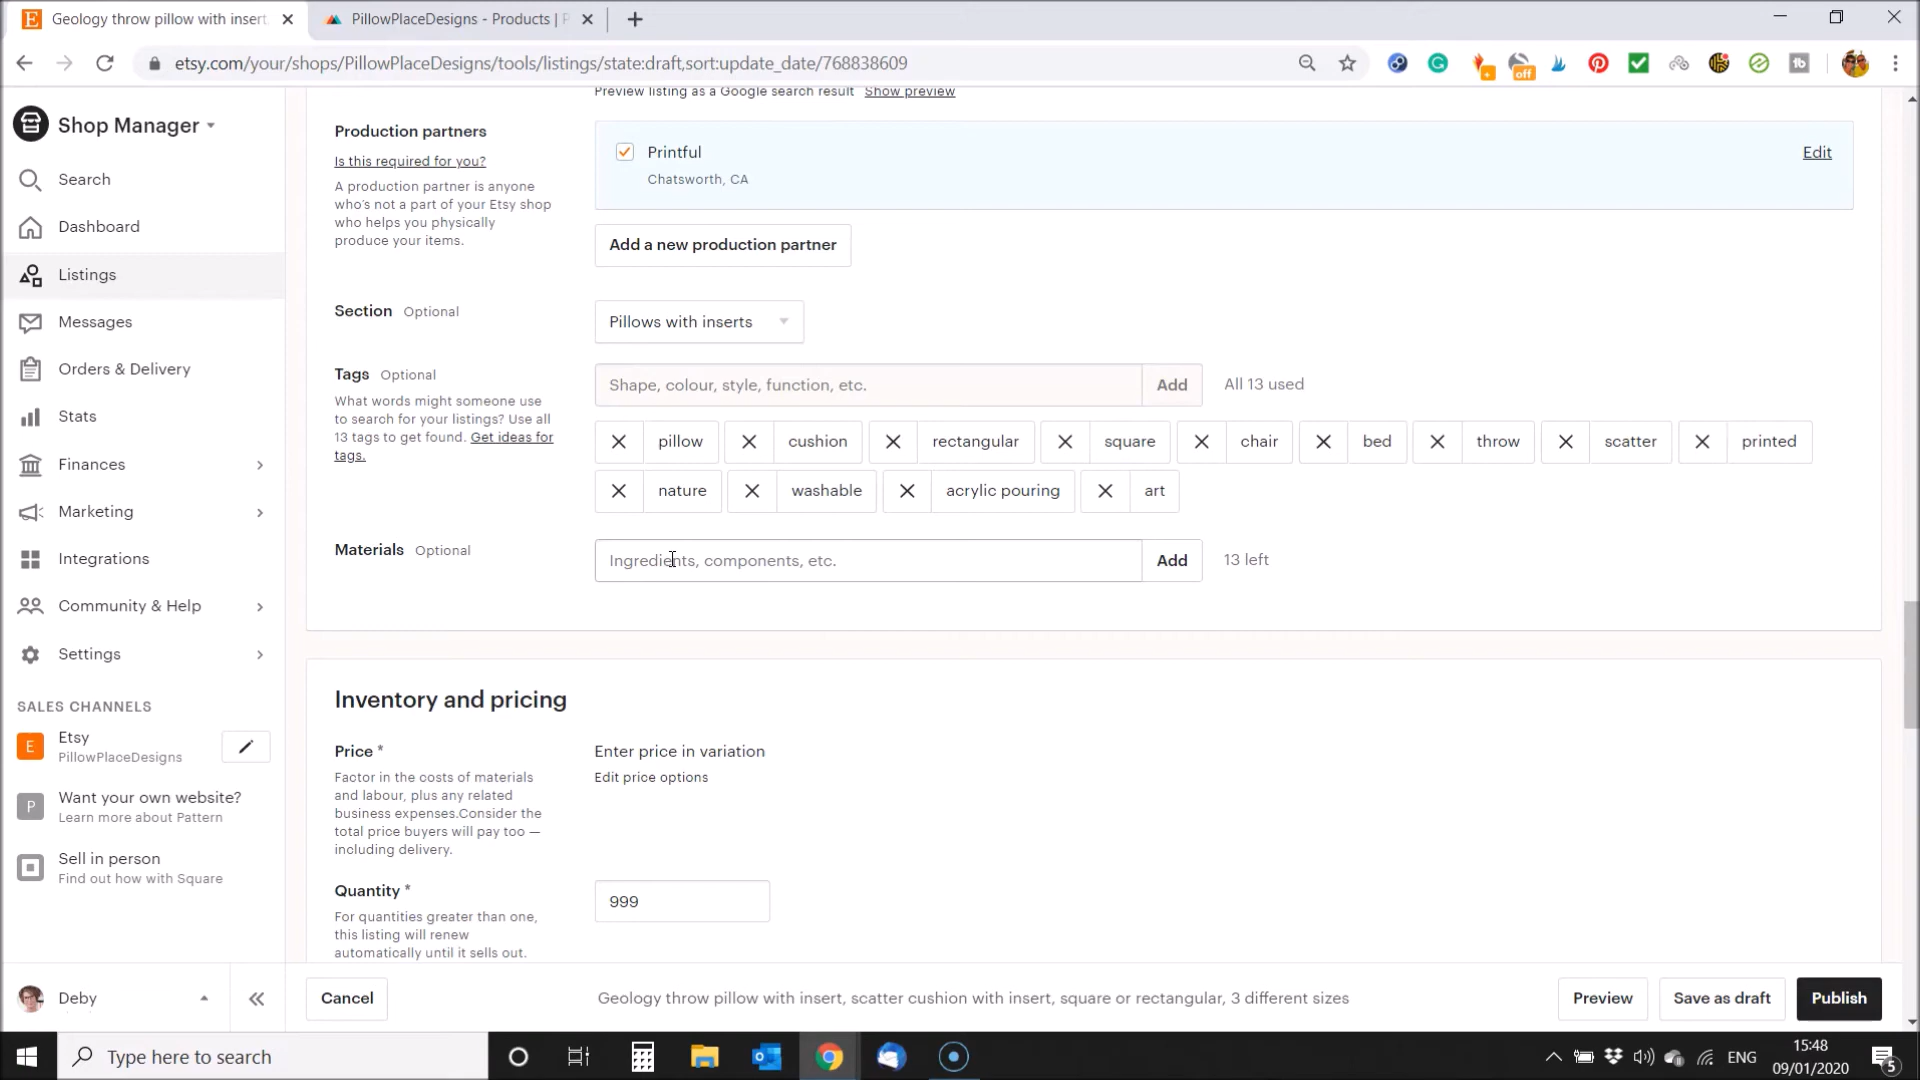 Geology throw pillow with insert
PillowPlaceDesigns - Products | P
etsy.com/your/shops/PillowPlaceDesigns/tools/listings/state:draft,sort:update_date/768838609
off
Shop Manager
Search
Dashboard
Listings
Messages
Orders & Delivery
Stats
Finances
Marketing
Integrations
Community & Help
Settings
SALES CHANNELS
E
Etsy
PillowPlaceDesigns
P
Want your own website?
Learn more about Pattern
Sell in person
Find out how with Square
Deby
Preview listing as a Google search result Show preview
Production partners
Is this required for you?
A production partner is anyone
who's not a part of your Etsy shop
who helps you physically
produce your items.
Printful
Chatsworth, CA
Edit
Add a new production partner
Section Optional
Pillows with inserts
Tags Optional
What words might someone use
to search for your listings? Use all
13 tags to get found. Get ideas for
tags.
Shape, colour, style, function, etc. Add All 13 used
pillow cushion rectangular square chair bed throw scatter printed
nature washable acrylic pouring art
Materials Optional
Ingredients, components, etc. Add 13 left
Inventory and pricing
Price *
Factor in the costs of materials
and labour, plus any related
business expenses.Consider the
total price buyers will pay too —
including delivery.
Enter price in variation
Edit price options
Quantity *
For quantities greater than one,
this listing will renew
automatically until it sells out.
999
Cancel
Geology throw pillow with insert, scatter cushion with insert, square or rectangular, 3 different sizes
Preview
Save as draft
Publish
Type here to search
ENG
15:48
09/01/2020
5